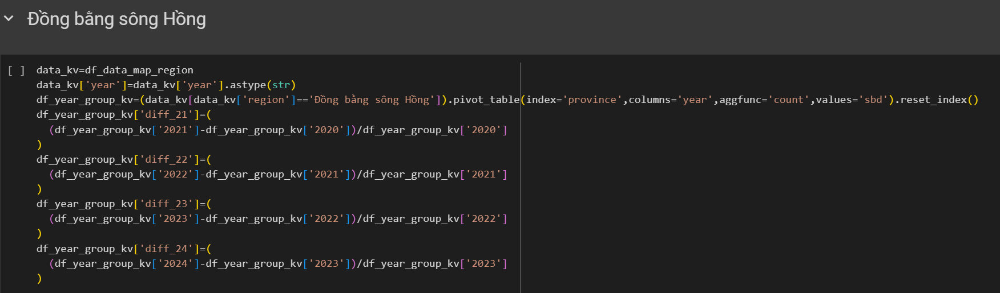 Đồng bằng sông Hồng
[ ] data_kv=df_data_map_region
data_kv['year']=data_kv['year'].astype(str)
df_year_group_kv=(data_kv[data_kv['region']=='Đồng bằng sông Hồng']).pivot_table(index='province',columns='year',aggfunc='count',values='sbd').reset_index()
df_year_group_kv['diff_21']=(
  (df_year_group_kv['2021']-df_year_group_kv['2020'])/df_year_group_kv['2020']
)
df_year_group_kv['diff_22']=(
  (df_year_group_kv['2022']-df_year_group_kv['2021'])/df_year_group_kv['2021']
)
df_year_group_kv['diff_23']=(
  (df_year_group_kv['2023']-df_year_group_kv['2022'])/df_year_group_kv['2022']
)
df_year_group_kv['diff_24']=(
  (df_year_group_kv['2024']-df_year_group_kv['2023'])/df_year_group_kv['2023']
)